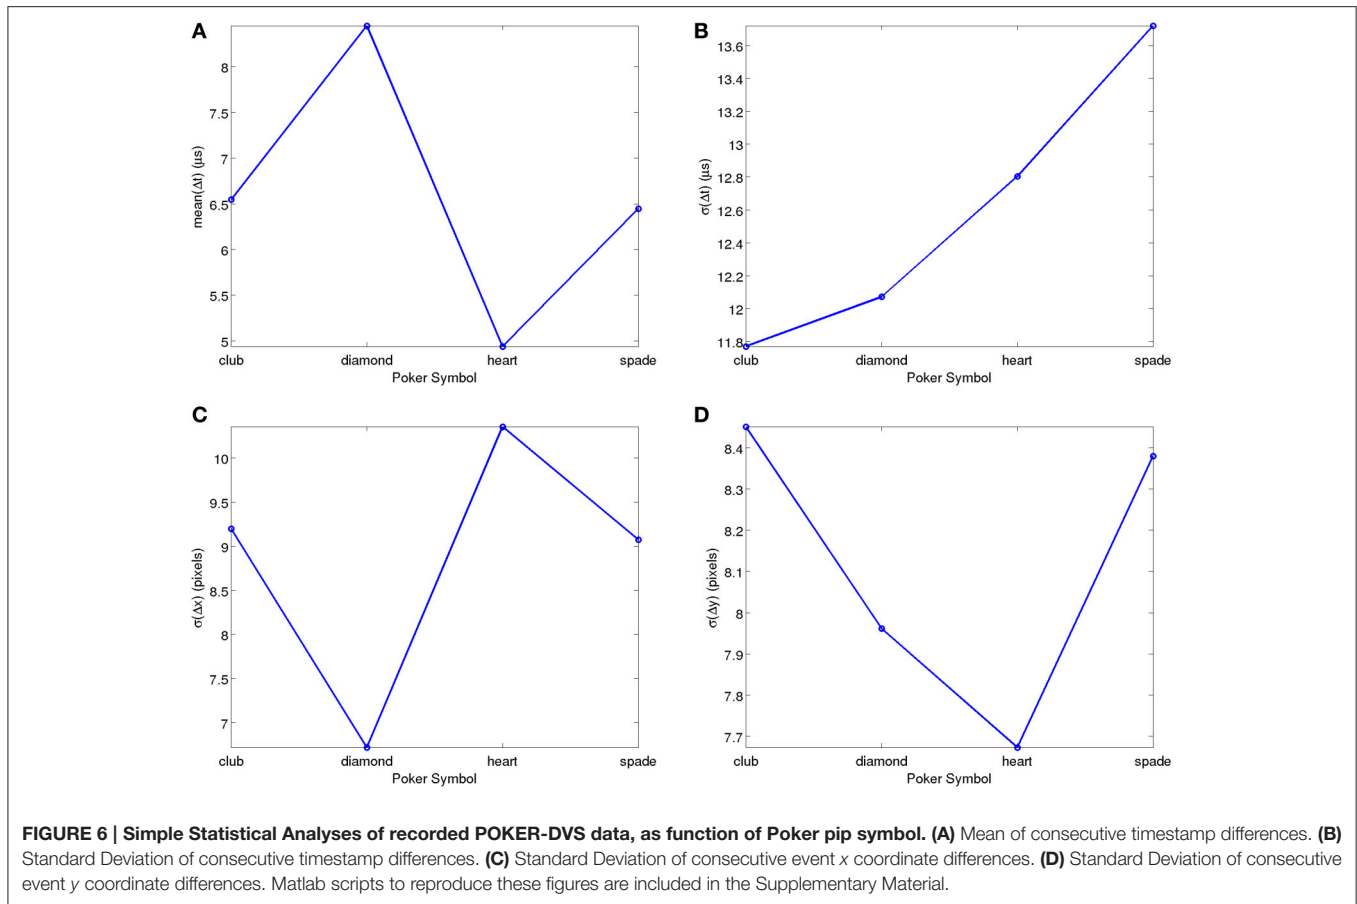 A
8
7.5
7
6.5
6
5.5
5
mean(Δt) (μs)
club diamond heart spade
Poker Symbol
B
13.6
13.4
13.2
13
12.8
12.6
12.4
12.2
12
11.8
σ(Δt) (μs)
club diamond heart spade
Poker Symbol
C
10
9.5
9
8.5
8
7.5
7
σ(Δx) (pixels)
club diamond heart spade
Poker Symbol
D
8.4
8.3
8.2
8.1
8
7.9
7.8
7.7
σ(Δy) (pixels)
club diamond heart spade
Poker Symbol
FIGURE 6 | Simple Statistical Analyses of recorded POKER-DVS data, as function of Poker pip symbol. (A) Mean of consecutive timestamp differences. (B)
Standard Deviation of consecutive timestamp differences. (C) Standard Deviation of consecutive event x coordinate differences. (D) Standard Deviation of consecutive
event y coordinate differences. Matlab scripts to reproduce these figures are included in the Supplementary Material.